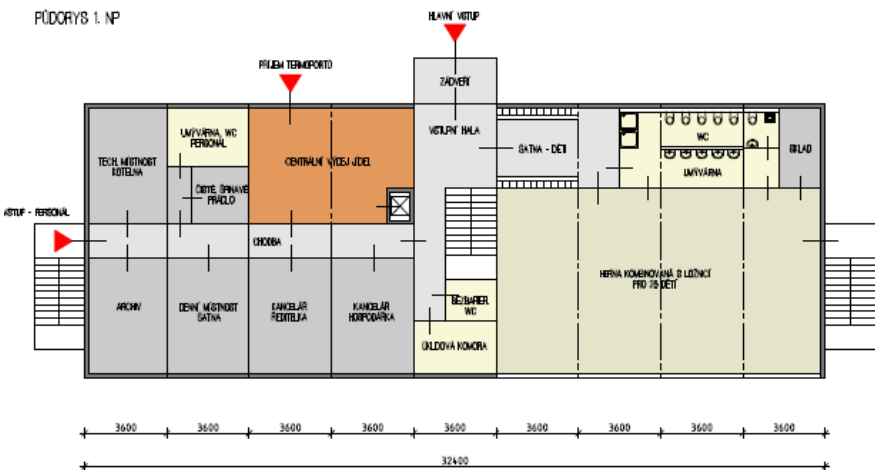 PŮDORYS 1. NP
HLAVNÍ VSTUP
PŘÍJEM TERMOPORTŮ
ZÁDVEŘÍ
UMÝVÁRNA, WC
PERSONÁL
VSTUPNÍ HALA
WC
TECH. MÍSTNOST
KOTELNA
CENTRÁLNÍ VÝDEJ JÍDEL
ŠATNA - DĚTI
SKLAD
UMÝVÁRNA
ČISTÉ, ŠPINAVÉ
PRÁDLO
VSTUP - PERSONÁL
CHODBA
HERNA KOMBINOVANÁ S LOŽNICÍ
PRO 25 DĚTÍ
ARCHIV
DENNÍ MÍSTNOST
ŠATNA
KANCELÁŘ
ŘEDITELKA
KANCELÁŘ
HOSPODÁŘKA
BEZBARIÉR.
WC
ÚKLIDOVÁ KOMORA
3600 3600 3600 3600 3600 3600 3600 3600 3600
32400